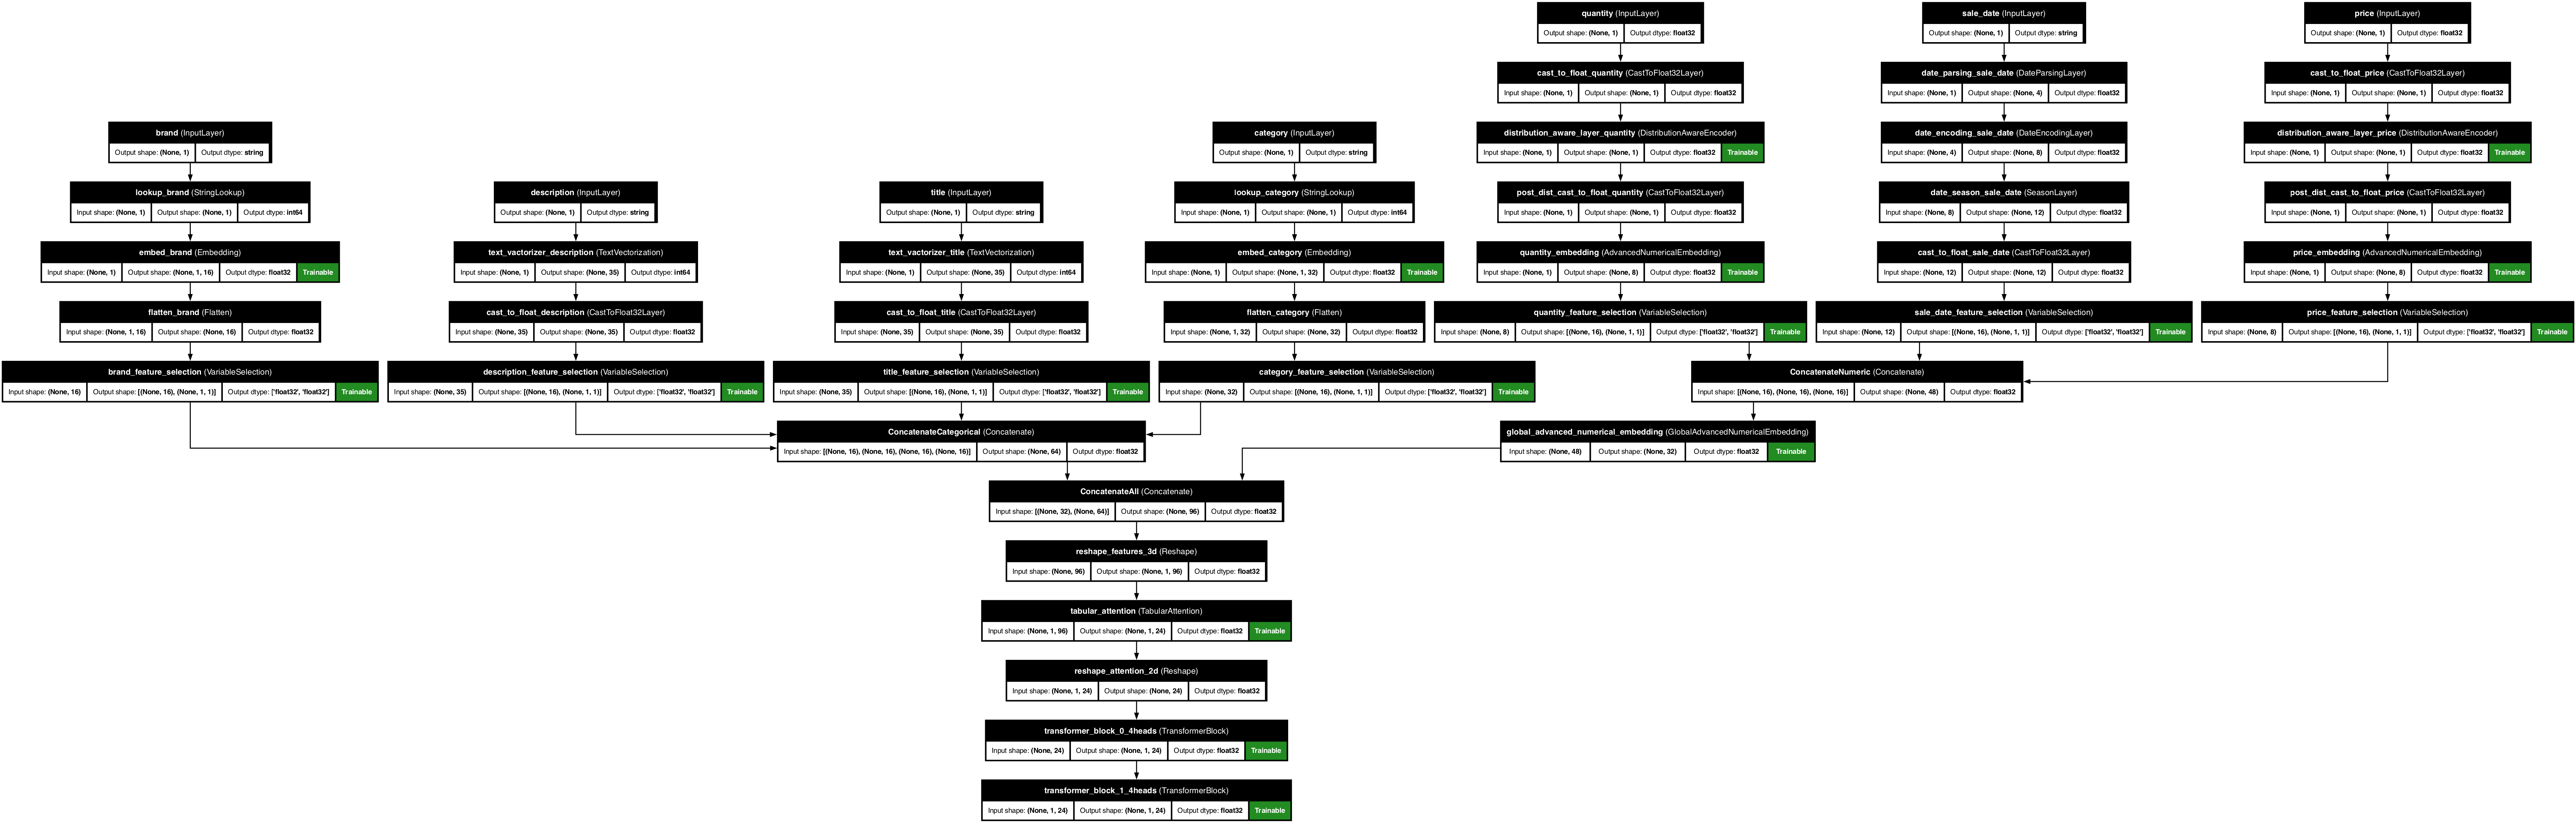 quantity (InputLayer)
Output shape: (None, 1) Output dtype: float32
sale_date (InputLayer)
Output shape: (None, 1) Output dtype: string
price (InputLayer)
Output shape: (None, 1) Output dtype: float32
cast_to_float_quantity (CastToFloat32Layer)
Input shape: (None, 1) Output shape: (None, 1) Output dtype: float32
date_parsing_sale_date (DateParsingLayer)
Input shape: (None, 1) Output shape: (None, 4) Output dtype: float32
cast_to_float_price (CastToFloat32Layer)
Input shape: (None, 1) Output shape: (None, 1) Output dtype: float32
brand (InputLayer)
Output shape: (None, 1) Output dtype: string
category (InputLayer)
Output shape: (None, 1) Output dtype: string
distribution_aware_layer_quantity (DistributionAwareEncoder)
Input shape: (None, 1) Output shape: (None, 1) Output dtype: float32 Trainable
date_encoding_sale_date (DateEncodingLayer)
Input shape: (None, 4) Output shape: (None, 8) Output dtype: float32
distribution_aware_layer_price (DistributionAwareEncoder)
Input shape: (None, 1) Output shape: (None, 1) Output dtype: float32 Trainable
lookup_brand (StringLookup)
Input shape: (None, 1) Output shape: (None, 1) Output dtype: int64
description (InputLayer)
Output shape: (None, 1) Output dtype: string
title (InputLayer)
Output shape: (None, 1) Output dtype: string
lookup_category (StringLookup)
Input shape: (None, 1) Output shape: (None, 1) Output dtype: int64
post_dist_cast_to_float_quantity (CastToFloat32Layer)
Input shape: (None, 1) Output shape: (None, 1) Output dtype: float32
date_season_sale_date (SeasonLayer)
Input shape: (None, 8) Output shape: (None, 12) Output dtype: float32
post_dist_cast_to_float_price (CastToFloat32Layer)
Input shape: (None, 1) Output shape: (None, 1) Output dtype: float32
embed_brand (Embedding)
Input shape: (None, 1) Output shape: (None, 1, 16) Output dtype: float32 Trainable
text_vactorizer_description (TextVectorization)
Input shape: (None, 1) Output shape: (None, 35) Output dtype: int64
text_vactorizer_title (TextVectorization)
Input shape: (None, 1) Output shape: (None, 35) Output dtype: int64
embed_category (Embedding)
Input shape: (None, 1) Output shape: (None, 1, 32) Output dtype: float32 Trainable
quantity_embedding (AdvancedNumericalEmbedding)
Input shape: (None, 1) Output shape: (None, 8) Output dtype: float32 Trainable
cast_to_float_sale_date (CastToFloat32Layer)
Input shape: (None, 12) Output shape: (None, 12) Output dtype: float32
price_embedding (AdvancedNumericalEmbedding)
Input shape: (None, 1) Output shape: (None, 8) Output dtype: float32 Trainable
flatten_brand (Flatten)
Input shape: (None, 1, 16) Output shape: (None, 16) Output dtype: float32
cast_to_float_description (CastToFloat32Layer)
Input shape: (None, 35) Output shape: (None, 35) Output dtype: float32
cast_to_float_title (CastToFloat32Layer)
Input shape: (None, 35) Output shape: (None, 35) Output dtype: float32
flatten_category (Flatten)
Input shape: (None, 1, 32) Output shape: (None, 32) Output dtype: float32
quantity_feature_selection (VariableSelection)
Input shape: (None, 8) Output shape: [(None, 16), (None, 1, 1)] Output dtype: ['float32', 'float32'] Trainable
sale_date_feature_selection (VariableSelection)
Input shape: (None, 12) Output shape: [(None, 16), (None, 1, 1)] Output dtype: ['float32', 'float32'] Trainable
price_feature_selection (VariableSelection)
Input shape: (None, 8) Output shape: [(None, 16), (None, 1, 1)] Output dtype: ['float32', 'float32'] Trainable
brand_feature_selection (VariableSelection)
Input shape: (None, 16) Output shape: [(None, 16), (None, 1, 1)] Output dtype: ['float32', 'float32'] Trainable
description_feature_selection (VariableSelection)
Input shape: (None, 35) Output shape: [(None, 16), (None, 1, 1)] Output dtype: ['float32', 'float32'] Trainable
title_feature_selection (VariableSelection)
Input shape: (None, 35) Output shape: [(None, 16), (None, 1, 1)] Output dtype: ['float32', 'float32'] Trainable
category_feature_selection (VariableSelection)
Input shape: (None, 32) Output shape: [(None, 16), (None, 1, 1)] Output dtype: ['float32', 'float32'] Trainable
ConcatenateNumeric (Concatenate)
Input shape: [(None, 16), (None, 16), (None, 16)] Output shape: (None, 48) Output dtype: float32
ConcatenateCategorical (Concatenate)
Input shape: [(None, 16), (None, 16), (None, 16), (None, 16)] Output shape: (None, 64) Output dtype: float32
global_advanced_numerical_embedding (GlobalAdvancedNumericalEmbedding)
Input shape: (None, 48) Output shape: (None, 32) Output dtype: float32 Trainable
ConcatenateAll (Concatenate)
Input shape: [(None, 32), (None, 64)] Output shape: (None, 96) Output dtype: float32
reshape_features_3d (Reshape)
Input shape: (None, 96) Output shape: (None, 1, 96) Output dtype: float32
tabular_attention (TabularAttention)
Input shape: (None, 1, 96) Output shape: (None, 1, 24) Output dtype: float32 Trainable
reshape_attention_2d (Reshape)
Input shape: (None, 1, 24) Output shape: (None, 24) Output dtype: float32
transformer_block_0_4heads (TransformerBlock)
Input shape: (None, 24) Output shape: (None, 1, 24) Output dtype: float32 Trainable
transformer_block_1_4heads (TransformerBlock)
Input shape: (None, 1, 24) Output shape: (None, 1, 24) Output dtype: float32 Trainable